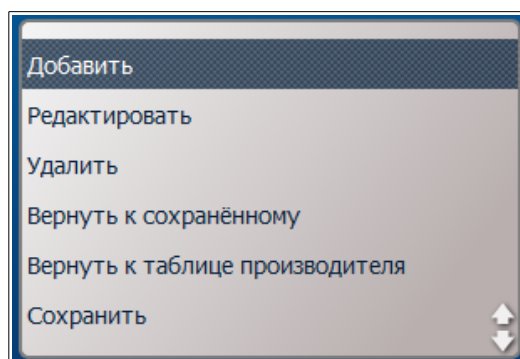 Добавить
Редактировать
Удалить
Вернуть к сохранённому
Вернуть к таблице производителя
Сохранить